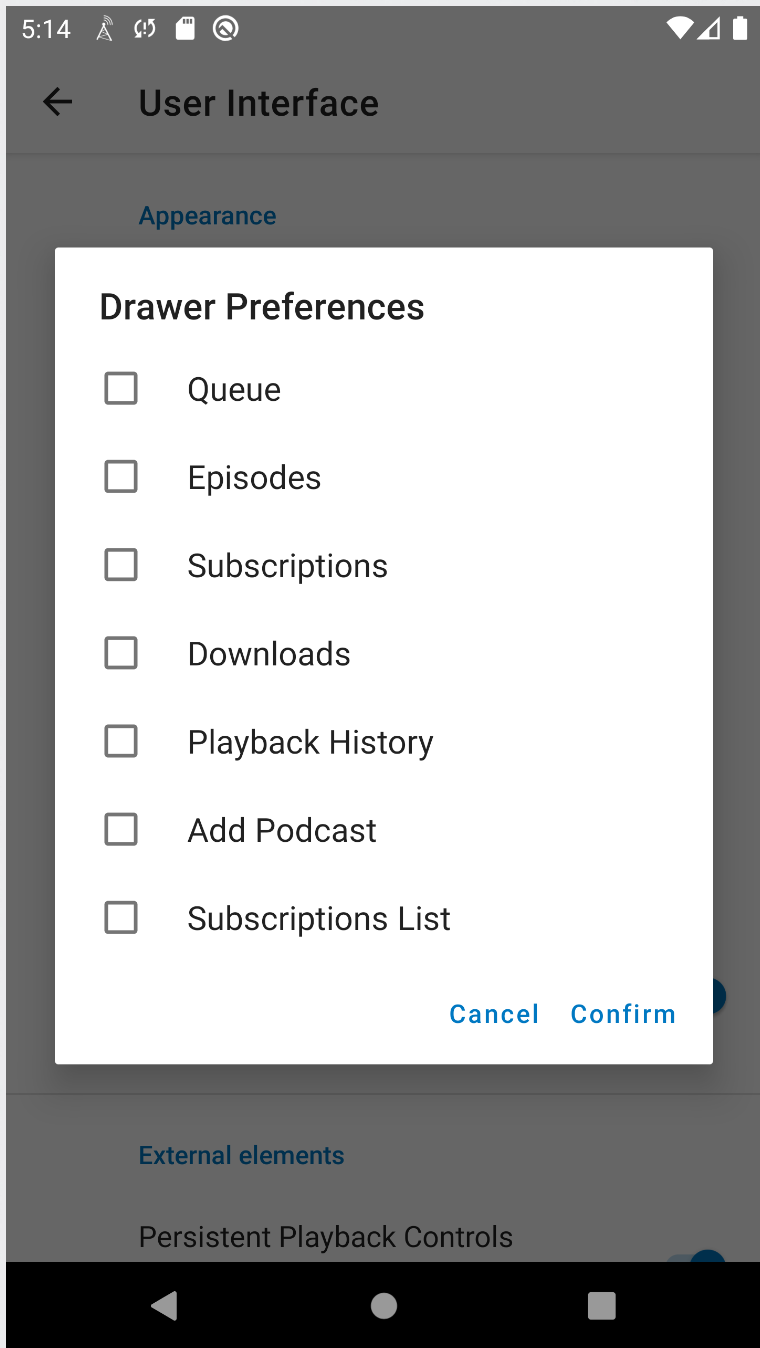 5:14
User Interface
Appearance
Drawer Preferences
Queue
Episodes
Subscriptions
Downloads
Playback History
Add Podcast
Subscriptions List
Cancel Confirm
External elements
Persistent Playback Controls